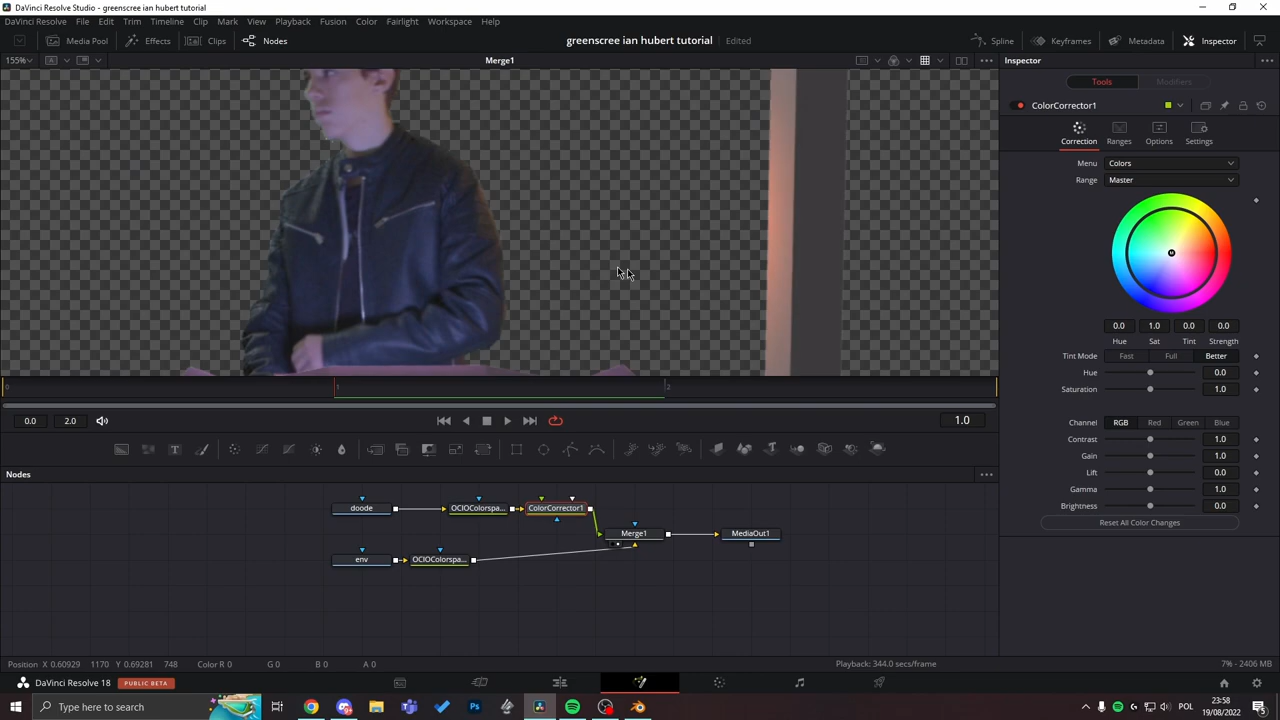 DaVinci Resolve Studio - greenscree ian hubert tutorial
DaVinci Resolve File Edit Trim Timeline Clip Mark View Playback Fusion Color Fairlight Workspace Help
Media Pool Effects Clips Nodes greenscree ian hubert tutorial Edited Spline Keyframes Metadata Inspector
155% Merge1 Inspector
Tools Modifiers
ColorCorrector1
Correction Ranges Options Settings
Menu Colors
Range Master
0.0 1.0 0.0 0.0
Hue Sat Tint Strength
Tint Mode Fast Full Better
Hue 0.0
Saturation 1.0
Channel RGB Red Green Blue
Contrast 1.0
Gain 1.0
Lift 0.0
Gamma 1.0
Brightness 0.0
Reset All Color Changes
0 1 2
0.0 2.0 1.0
Nodes
doode OCIOColorspa... ColorCorrector1
Merge1 MediaOut1
env OCIOColorspa...
Position X 0.60929 1170 Y 0.69281 748 Color R 0 G 0 B 0 A 0 Playback: 344.0 secs/frame 7% - 2406 MB
DaVinci Resolve 18 PUBLIC BETA
Type here to search Ps POL 23:58 19/08/2022 5